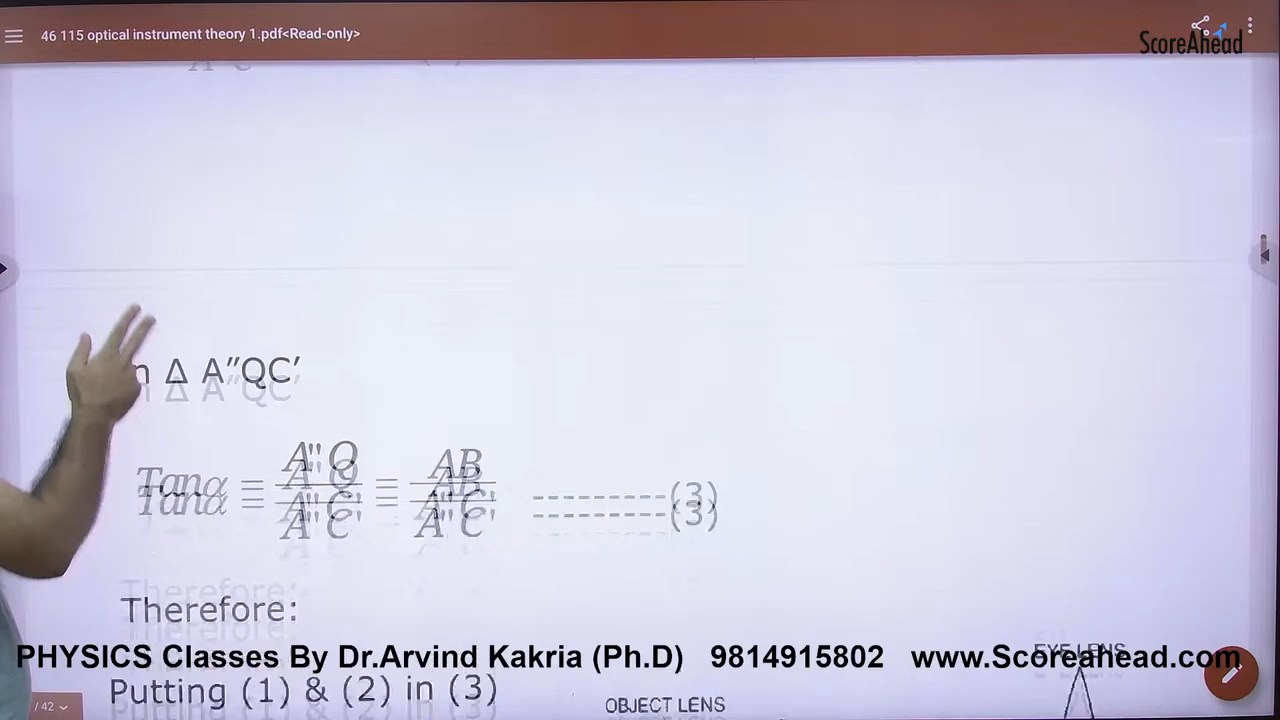 46 115 optical instrument theory 1.pdf<Read-only>
ScoreAhead
Δ A″QC′
Tanα = A"Q / A"C' = AB / A"C' ---------(3)
Therefore:
PHYSICS Classes By Dr.Arvind Kakria (Ph.D) 9814915802 www.Scoreahead.com
EYE LENS
Putting (1) & (2) in (3)
OBJECT LENS
/ 42